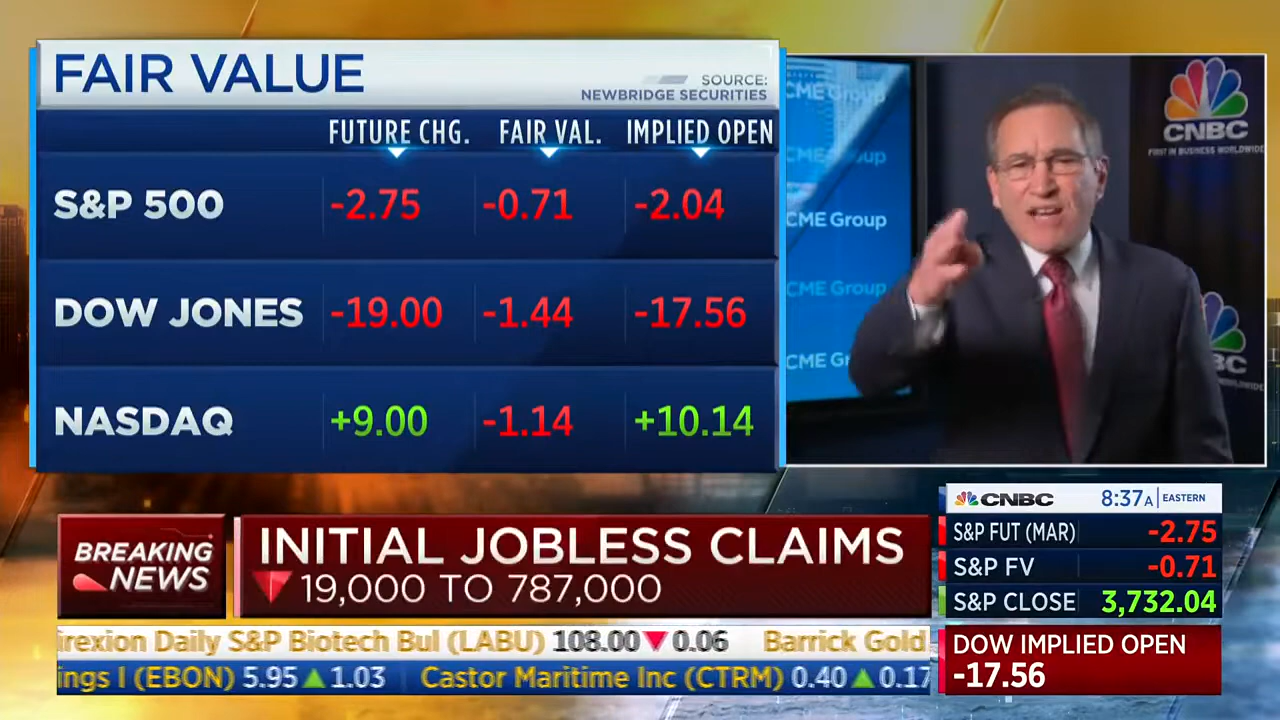 FAIR VALUE
SOURCE:
NEWBRIDGE SECURITIES
FUTURE CHG. FAIR VAL. IMPLIED OPEN
S&P 500 -2.75 -0.71 -2.04
DOW JONES -19.00 -1.44 -17.56
NASDAQ +9.00 -1.14 +10.14
CME Group
CME Group
CME Group
CME Group
CME Gr
CNBC
FIRST IN BUSINESS WORLDWIDE
BC
WORLDWIDE
BREAKING
NEWS
INITIAL JOBLESS CLAIMS
▼ 19,000 TO 787,000
irexion Daily S&P Biotech Bul (LABU) 108.00 ▼ 0.06 Barrick Gold
ings I (EBON) 5.95 ▲ 1.03 Castor Maritime Inc (CTRM) 0.40 ▲ 0.17
CNBC 8:37A EASTERN
S&P FUT (MAR) -2.75
S&P FV -0.71
S&P CLOSE 3,732.04
DOW IMPLIED OPEN
-17.56